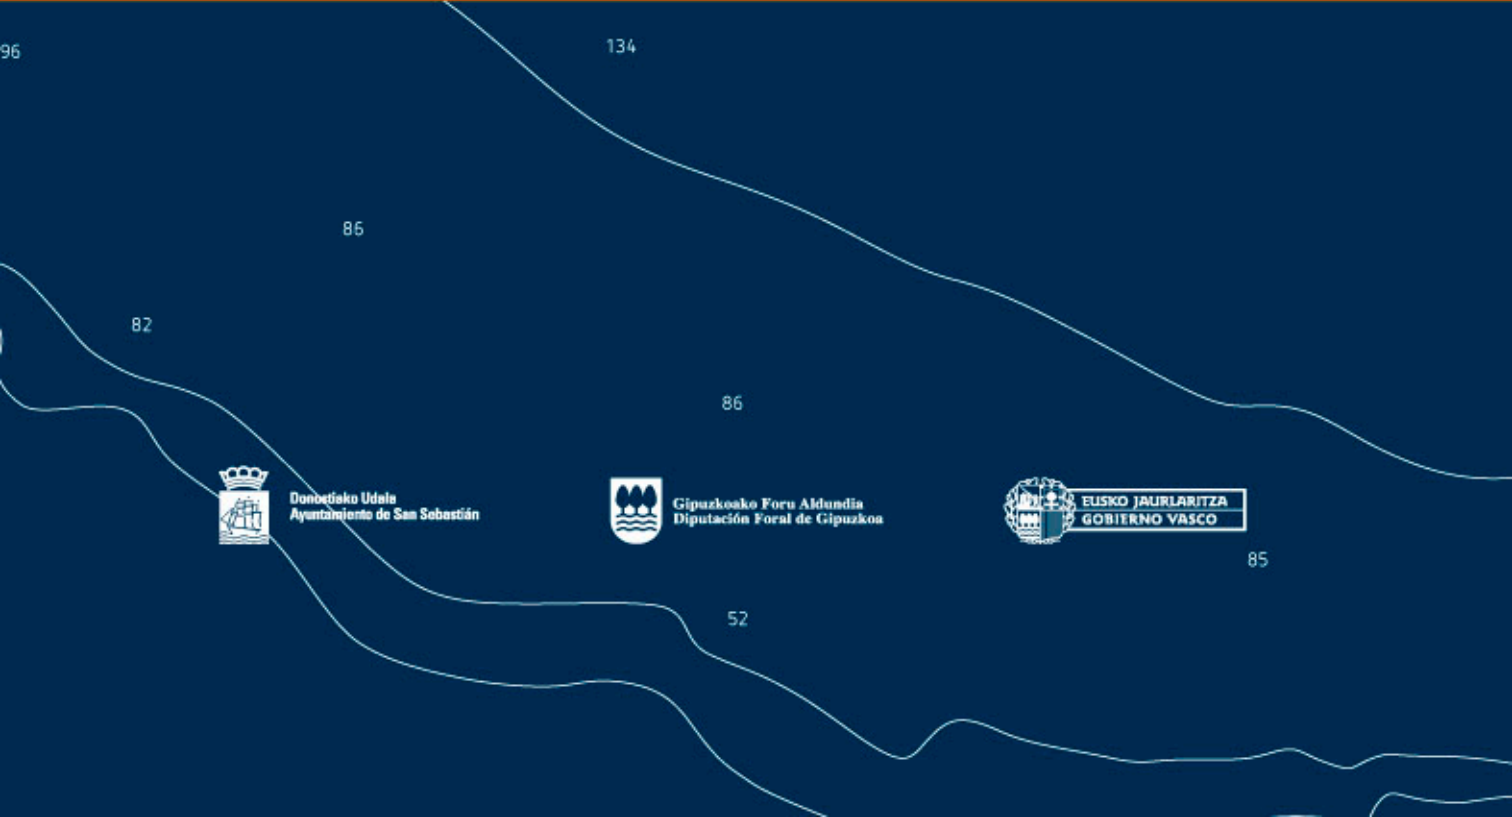 96
134
86
82
86
Donostiako Udala
Ayuntamiento de San Sebastián
Gipuzkoako Foru Aldundia
Diputación Foral de Gipuzkoa
EUSKO JAURLARITZA
GOBIERNO VASCO
85
52